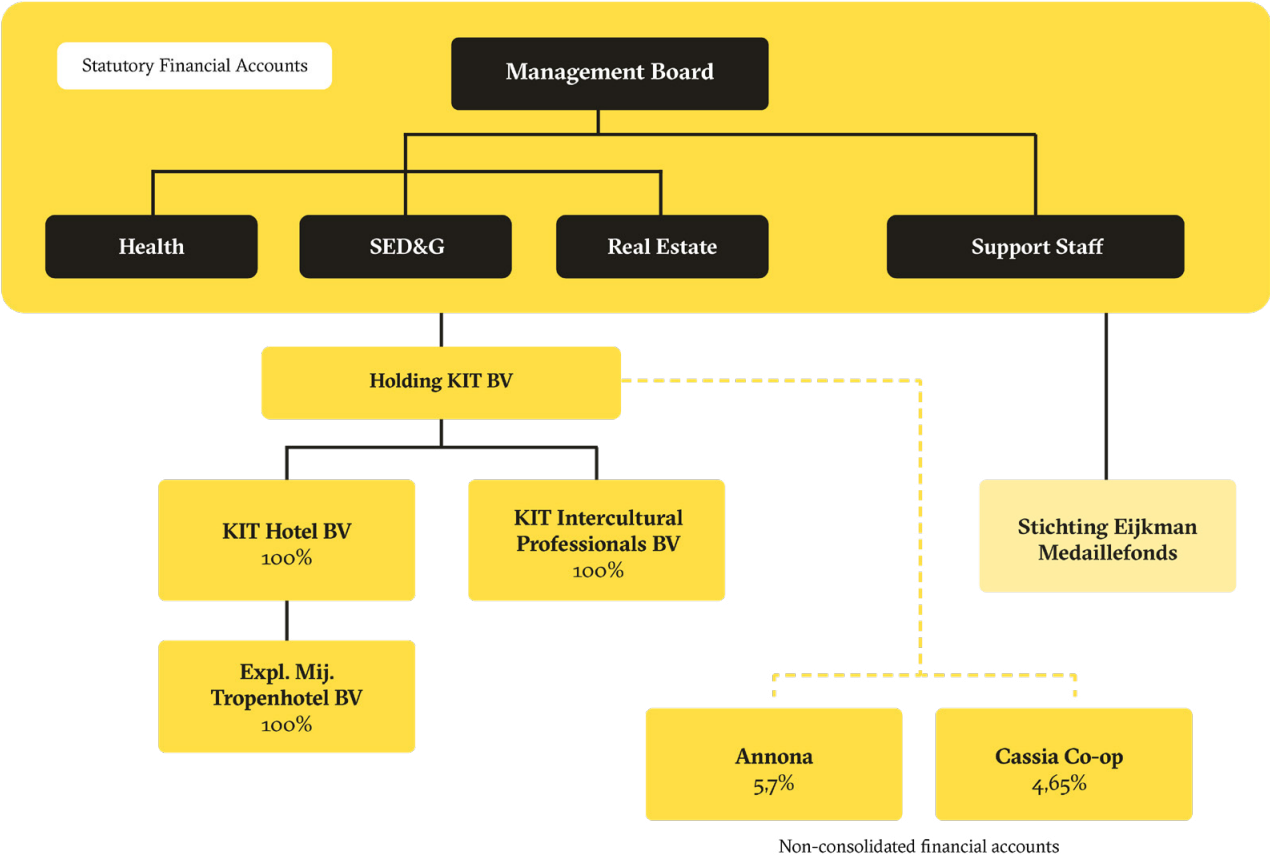 Statutory Financial Accounts
Management Board
Health
SED&G
Real Estate
Support Staff
Holding KIT BV
KIT Hotel BV
100%
KIT Intercultural
Professionals BV
100%
Stichting Eijkman
Medaillefonds
Expl. Mij.
Tropenhotel BV
100%
Annona
5,7%
Cassia Co-op
4,65%
Non-consolidated financial accounts